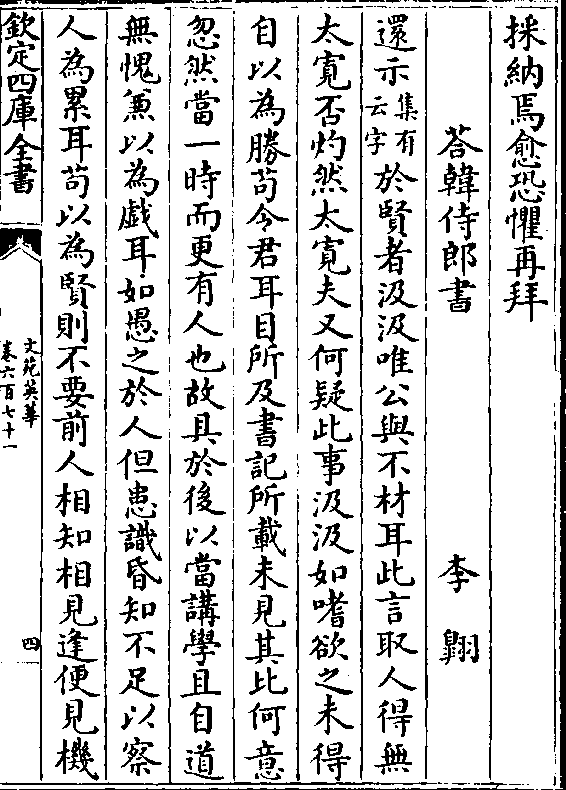 採納焉愈恐懼再拜
荅韓侍郎書　李翺
還示集有云字於賢者汲汲唯公與不材耳此言取人得無
太寛否灼然太寛夫又何疑此事汲汲如嗜欲之未得
自以為勝苟令君耳目所及書記所載未見其比何意
忽然當一時而更有人也故具於後以當講學且自道
無愧兼以為戲耳如愚之於人但患識昏知不足以察
人為累耳苟以為賢則不要前人相知相見逢便見機
欽定四庫全書
文苑英華
卷六百七十一
四